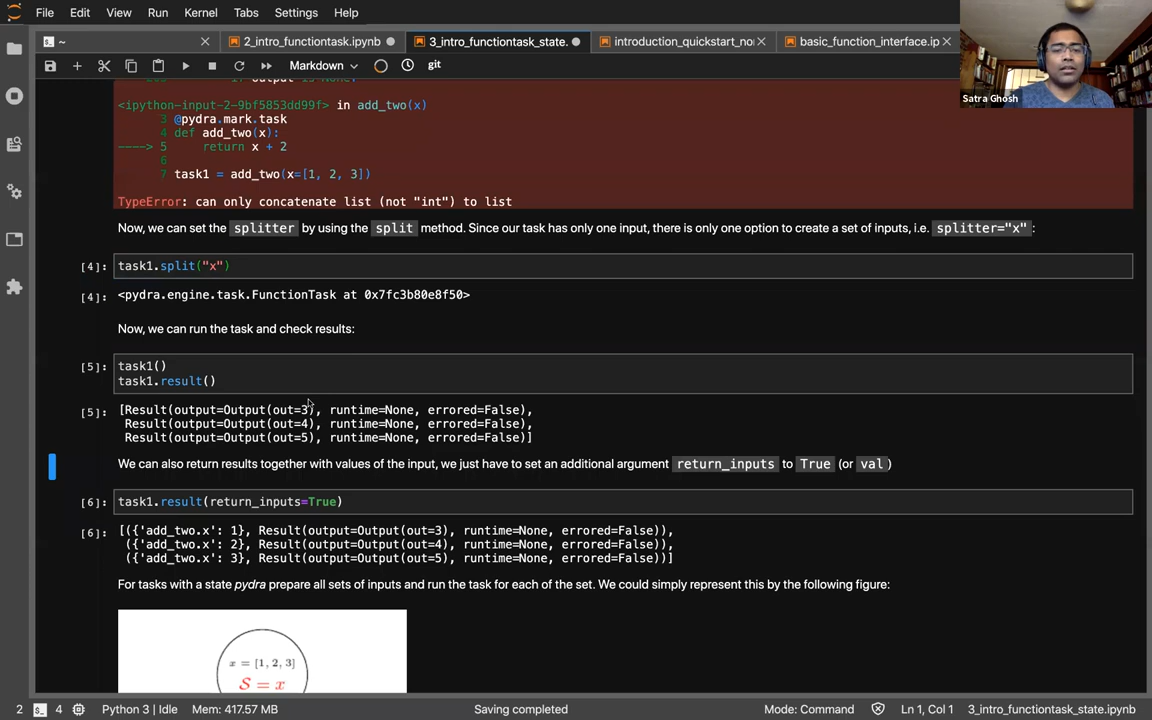 File Edit View Run Kernel Tabs Settings Help
~ 2_intro_functiontask.ipynb 3_intro_functiontask_state. introduction_quickstart_no basic_function_interface.ip
Markdown git
Satra Ghosh
<ipython-input-2-9bf5853dd99f> in add_two(x)
3 @pydra.mark.task
4 def add_two(x):
----> 5 return x + 2
6
7 task1 = add_two(x=[1, 2, 3])
TypeError: can only concatenate list (not "int") to list
Now, we can set the splitter by using the split method. Since our task has only one input, there is only one option to create a set of inputs, i.e. splitter="x" :
[4]: task1.split("x")
[4]: <pydra.engine.task.FunctionTask at 0x7fc3b80e8f50>
Now, we can run the task and check results:
[5]: task1()
task1.result()
[5]: [Result(output=Output(out=3), runtime=None, errored=False),
Result(output=Output(out=4), runtime=None, errored=False),
Result(output=Output(out=5), runtime=None, errored=False)]
We can also return results together with values of the input, we just have to set an additional argument return_inputs to True (or val )
[6]: task1.result(return_inputs=True)
[6]: [({'add_two.x': 1}, Result(output=Output(out=3), runtime=None, errored=False)),
({'add_two.x': 2}, Result(output=Output(out=4), runtime=None, errored=False)),
({'add_two.x': 3}, Result(output=Output(out=5), runtime=None, errored=False))]
For tasks with a state pydra prepare all sets of inputs and run the task for each of the set. We could simply represent this by the following figure:
x = [1, 2, 3]
S = x
2 4 Python 3 | Idle Mem: 417.57 MB Saving completed Mode: Command Ln 1, Col 1 3_intro_functiontask_state.ipynb